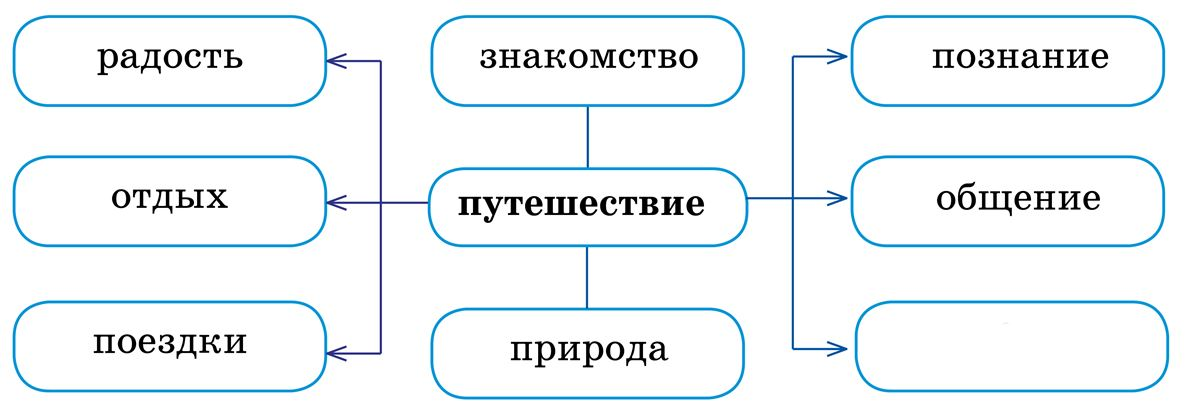 радость
знакомство
познание
отдых
путешествие
общение
поездки
природа